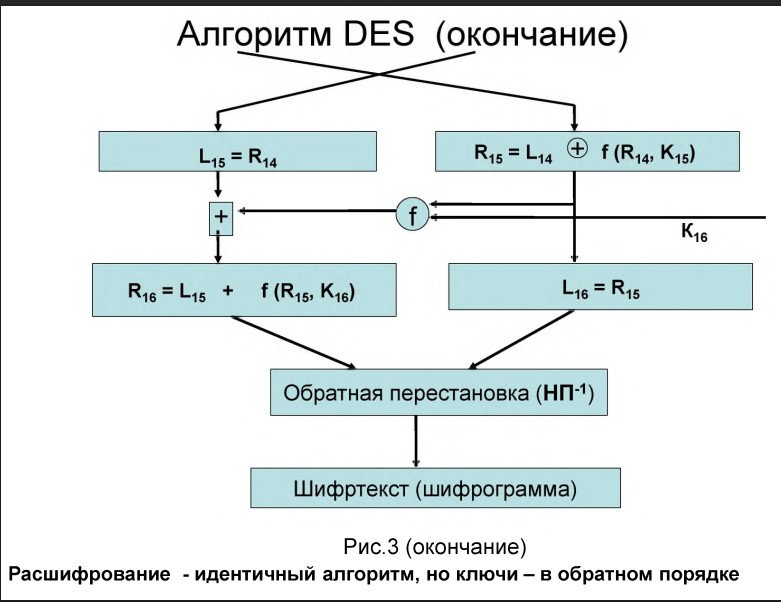 Алгоритм DES (окончание)
L15 = R14
R15 = L14 ⊕ f (R14, K15)
+
f
К16
R16 = L15 + f (R15, K16)
L16 = R15
Обратная перестановка (НП-1)
Шифртекст (шифрограмма)
Рис.3 (окончание)
Расшифрование - идентичный алгоритм, но ключи – в обратном порядке